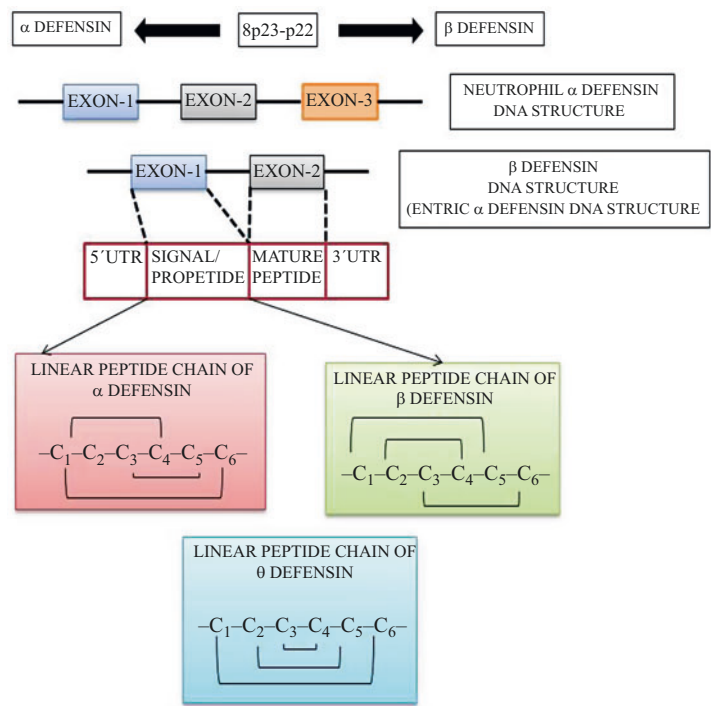 α DEFENSIN
8p23-p22
β DEFENSIN
EXON-1
EXON-2
EXON-3
NEUTROPHIL α DEFENSIN
DNA STRUCTURE
EXON-1
EXON-2
β DEFENSIN
DNA STRUCTURE
(ENTRIC α DEFENSIN DNA STRUCTURE
5´UTR
SIGNAL/
PROPETIDE
MATURE
PEPTIDE
3´UTR
LINEAR PEPTIDE CHAIN OF
α DEFENSIN
–C1–C2–C3–C4–C5–C6–
LINEAR PEPTIDE CHAIN OF
β DEFENSIN
–C1–C2–C3–C4–C5–C6–
LINEAR PEPTIDE CHAIN OF
θ DEFENSIN
–C1–C2–C3–C4–C5–C6–